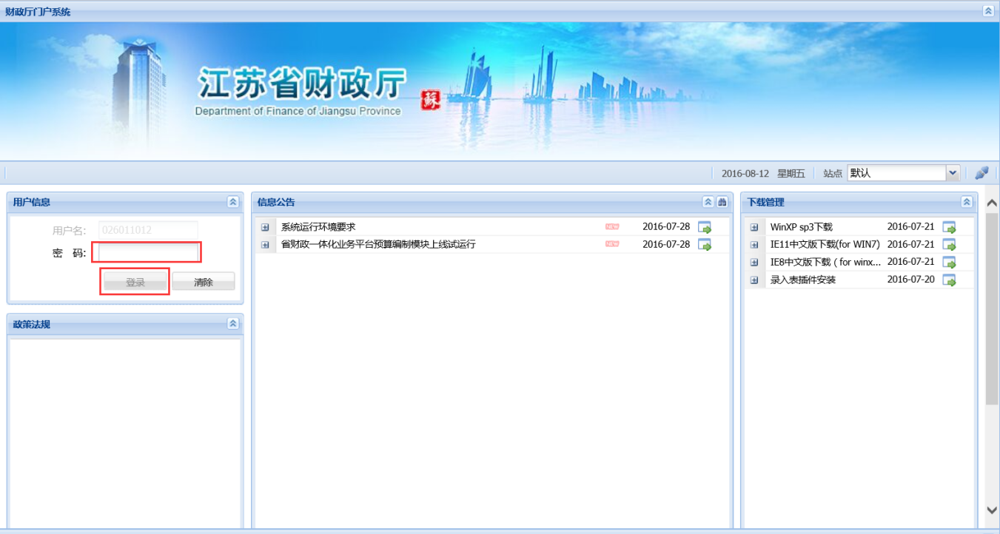 财政厅门户系统
江苏省财政厅
蘇
Department of Finance of Jiangsu Province
2016-08-12 星期五 站点 默认
用户信息
用户名: 026011012
密 码:
登录 清除
政策法规
信息公告
系统运行环境要求 NEW 2016-07-28
省财政一体化业务平台预算编制模块上线试运行 NEW 2016-07-28
下载管理
WinXP sp3下载 2016-07-21
IE11中文版下载(for WIN7) 2016-07-21
IE8中文版下载 ( for winx... 2016-07-21
录入表插件安装 2016-07-20